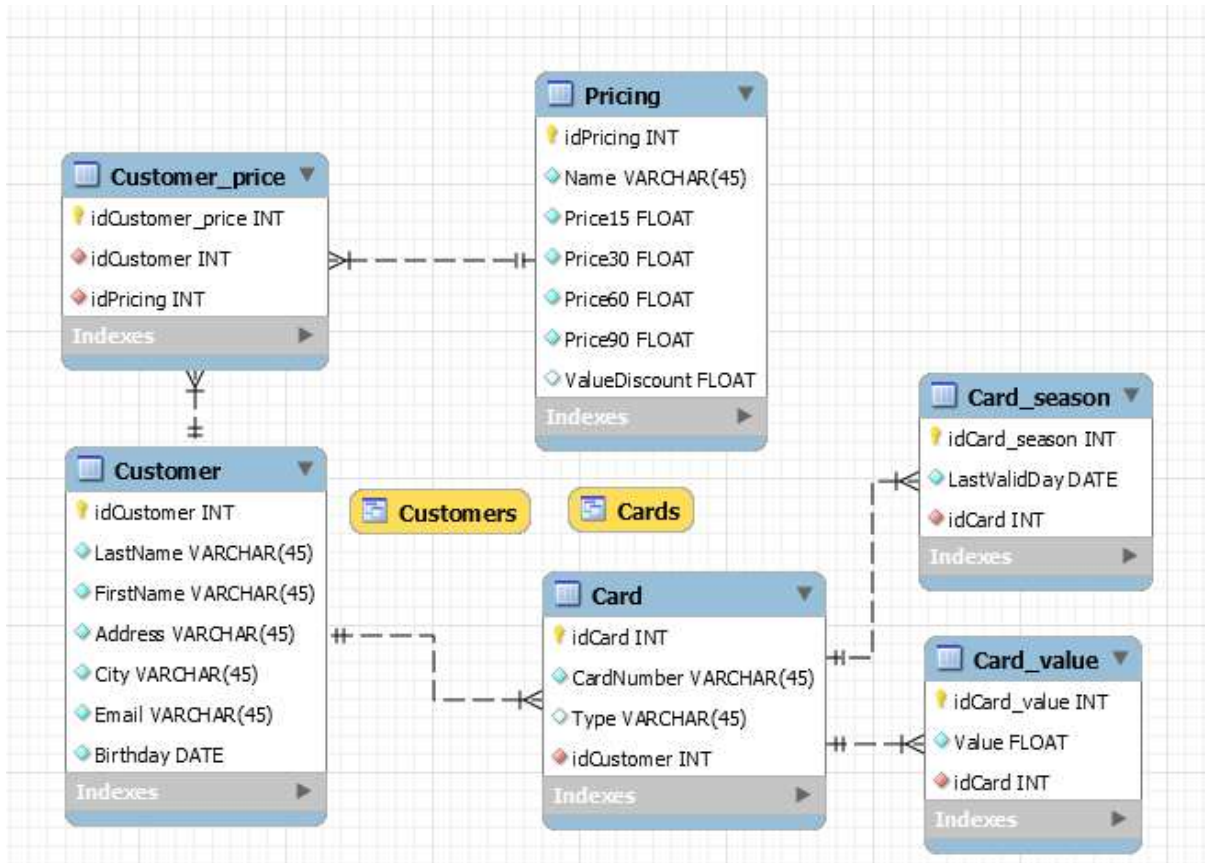 Pricing
idPricing INT
Name VARCHAR(45)
Price15 FLOAT
Price30 FLOAT
Price60 FLOAT
Price90 FLOAT
ValueDiscount FLOAT
Indexes
Customer_price
idCustomer_price INT
idCustomer INT
idPricing INT
Indexes
Customer
idCustomer INT
LastName VARCHAR(45)
FirstName VARCHAR(45)
Address VARCHAR(45)
City VARCHAR(45)
Email VARCHAR(45)
Birthday DATE
Indexes
Customers
Cards
Card
idCard INT
CardNumber VARCHAR(45)
Type VARCHAR(45)
idCustomer INT
Indexes
Card_season
idCard_season INT
LastValidDay DATE
idCard INT
Indexes
Card_value
idCard_value INT
Value FLOAT
idCard INT
Indexes